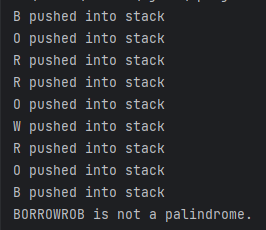 B pushed into stack
O pushed into stack
R pushed into stack
R pushed into stack
O pushed into stack
W pushed into stack
R pushed into stack
O pushed into stack
B pushed into stack
BORROWROB is not a palindrome.